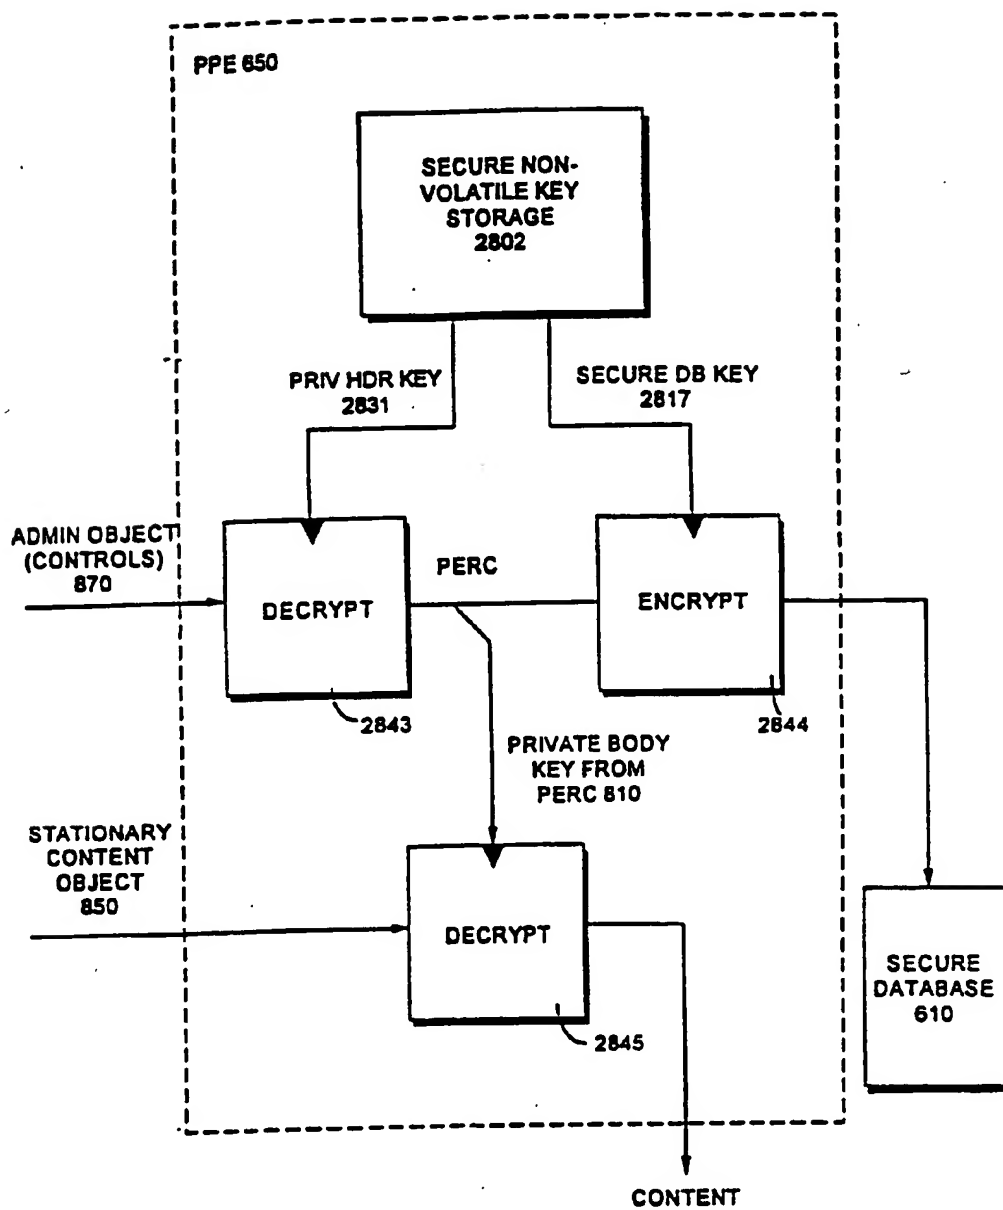 PPE 650
SECURE NON-
VOLATILE KEY
STORAGE
2802
PRIV HDR KEY
2831
SECURE DB KEY
2817
ADMIN OBJECT
(CONTROLS)
870
DECRYPT
PERC
ENCRYPT
2843
2844
PRIVATE BODY
KEY FROM
PERC 810
STATIONARY
CONTENT
OBJECT
850
DECRYPT
2845
SECURE
DATABASE
610
CONTENT